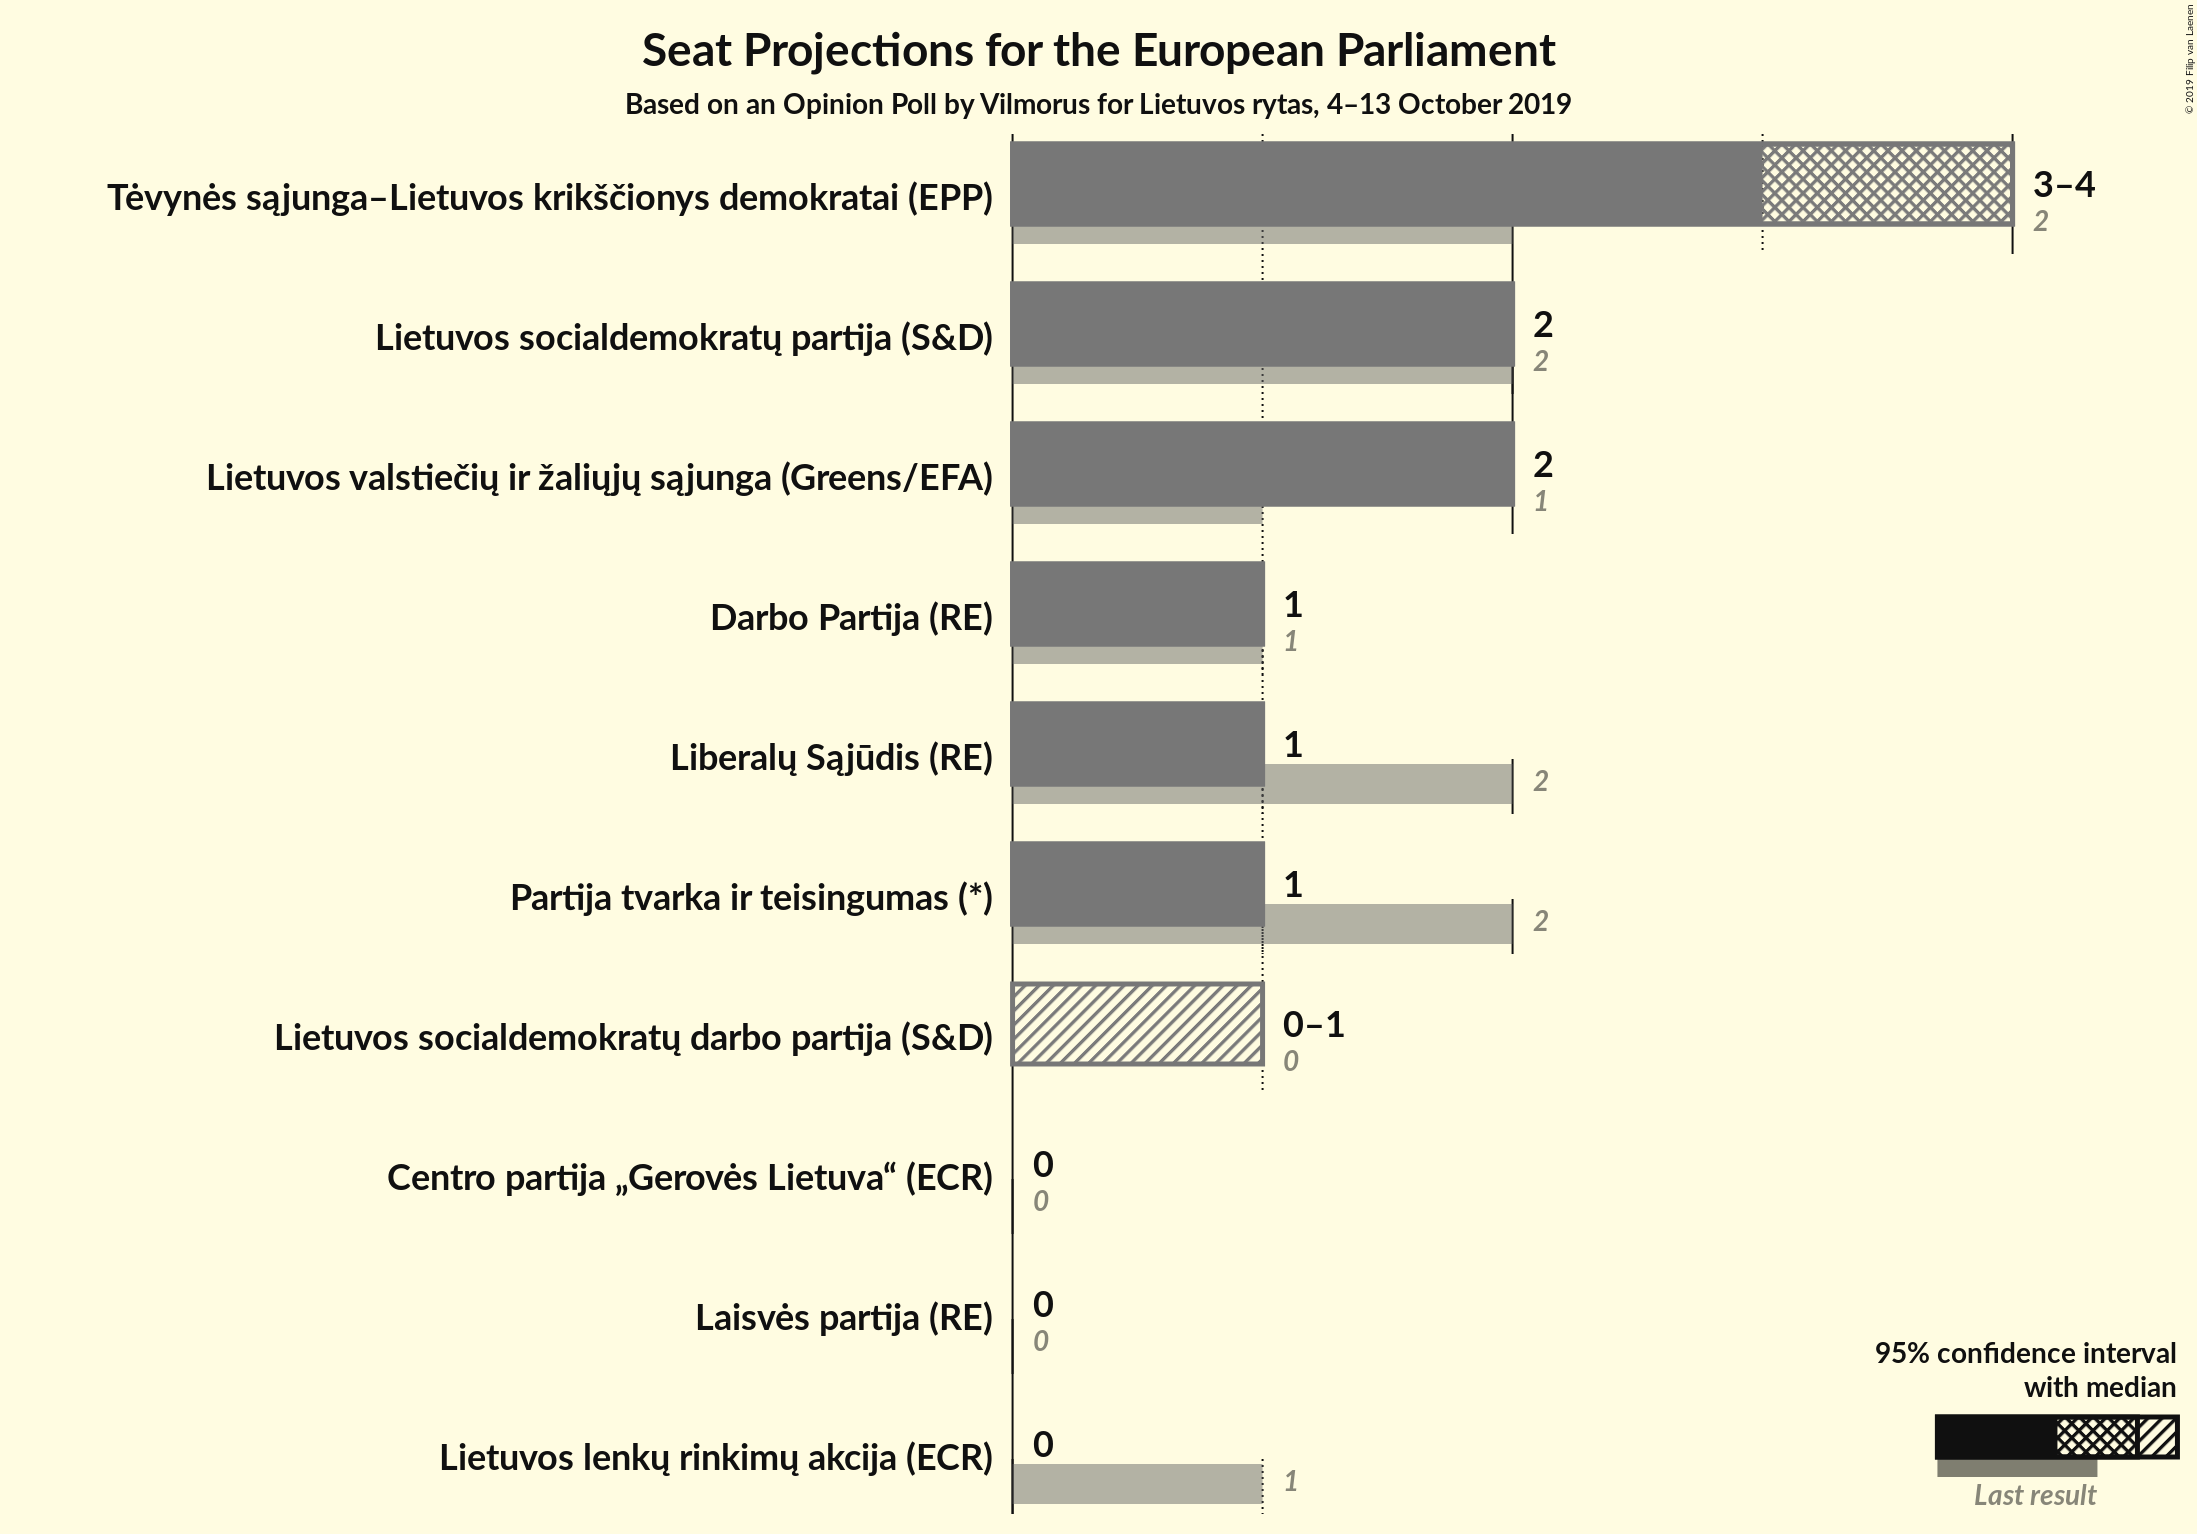 Seat Projections for the European Parliament
Based on an Opinion Poll by Vilmorus for Lietuvos rytas, 4–13 October 2019
© 2019 Filip van Laenen
Tėvynės sąjunga–Lietuvos krikščionys demokratai (EPP)
3–4
2
Lietuvos socialdemokratų partija (S&D)
2
2
Lietuvos valstiečių ir žaliųjų sąjunga (Greens/EFA)
2
1
Darbo Partija (RE)
1
1
Liberalų Sąjūdis (RE)
1
2
Partija tvarka ir teisingumas (*)
1
2
Lietuvos socialdemokratų darbo partija (S&D)
0–1
0
Centro partija „Gerovės Lietuva“ (ECR)
0
0
Laisvės partija (RE)
0
0
Lietuvos lenkų rinkimų akcija (ECR)
0
1
95% confidence interval
with median
Last result